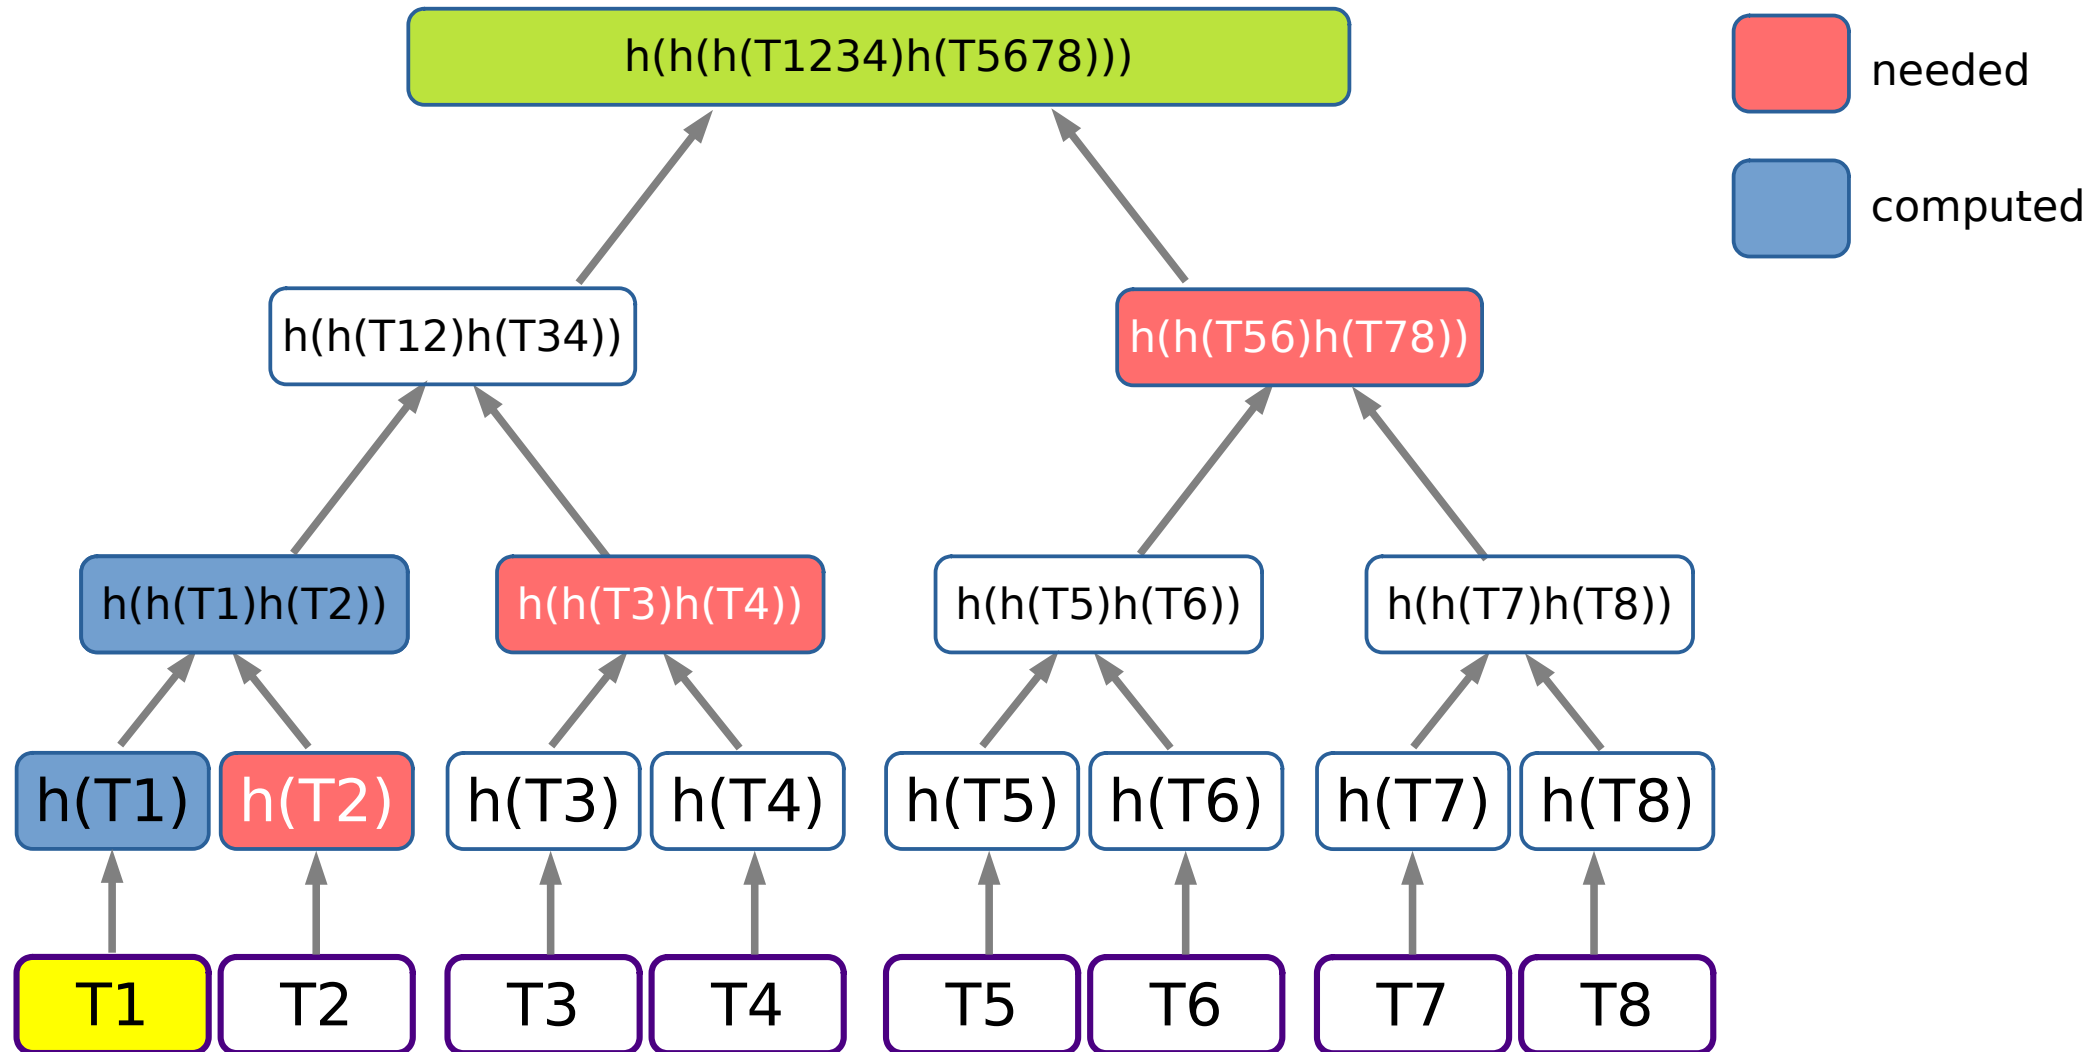 h(h(h(T1234)h(T5678)))
needed
computed
h(h(T12)h(T34))
h(h(T56)h(T78))
h(h(T1)h(T2))
h(h(T3)h(T4))
h(h(T5)h(T6))
h(h(T7)h(T8))
h(T1)
h(T2)
h(T3)
h(T4)
h(T5)
h(T6)
h(T7)
h(T8)
T1
T2
T3
T4
T5
T6
T7
T8